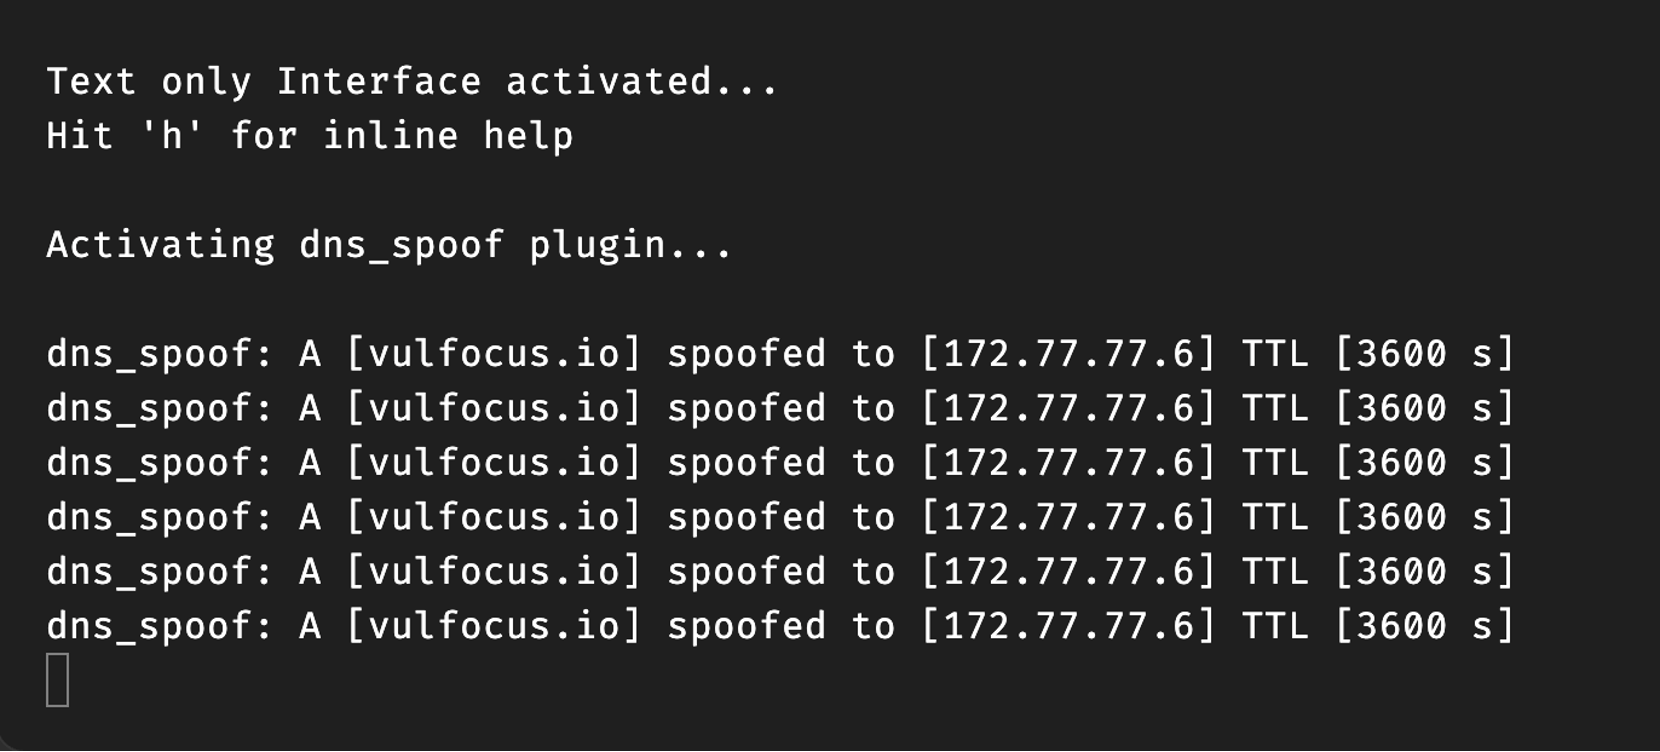 Text only Interface activated...
Hit 'h' for inline help
Activating dns_spoof plugin...
dns_spoof: A [vulfocus.io] spoofed to [172.77.77.6] TTL [3600 s]
dns_spoof: A [vulfocus.io] spoofed to [172.77.77.6] TTL [3600 s]
dns_spoof: A [vulfocus.io] spoofed to [172.77.77.6] TTL [3600 s]
dns_spoof: A [vulfocus.io] spoofed to [172.77.77.6] TTL [3600 s]
dns_spoof: A [vulfocus.io] spoofed to [172.77.77.6] TTL [3600 s]
dns_spoof: A [vulfocus.io] spoofed to [172.77.77.6] TTL [3600 s]